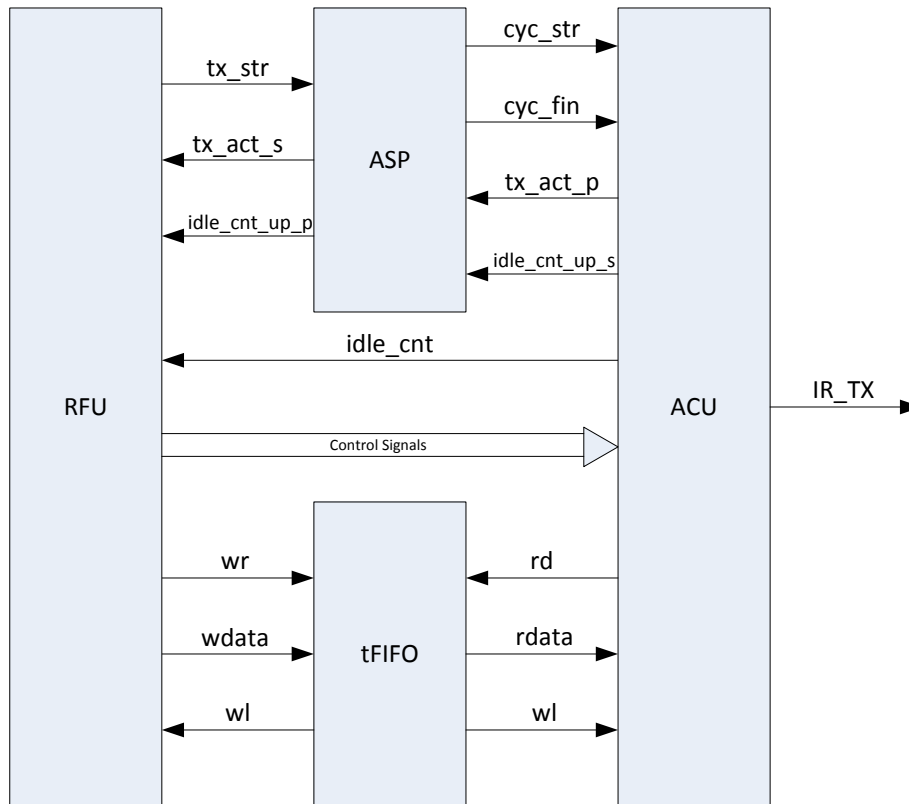 cyc_str
tx_str
cyc_fin
tx_act_s
ASP
tx_act_p
idle_cnt_up_p
idle_cnt_up_s
idle_cnt
RFU
ACU
IR_TX
Control Signals
wr
rd
wdata
tFIFO
rdata
wl
wl